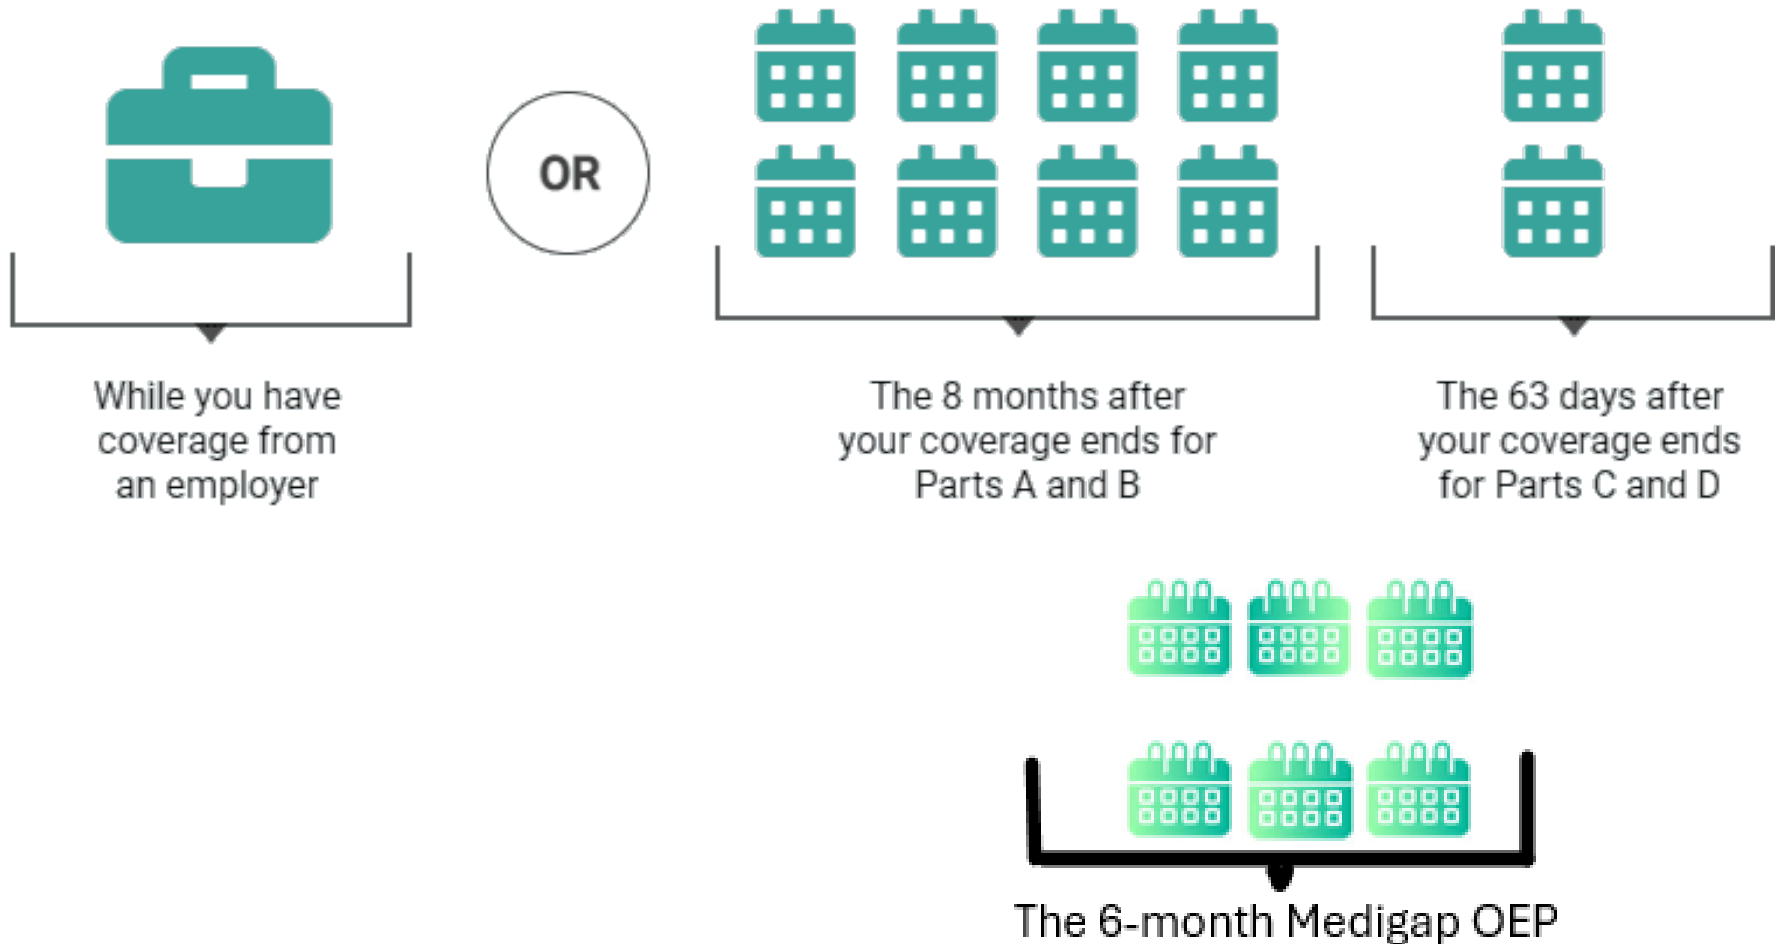 OR
While you have
coverage from
an employer
The 8 months after
your coverage ends for
Parts A and B
The 63 days after
your coverage ends
for Parts C and D
The 6-month Medigap OEP